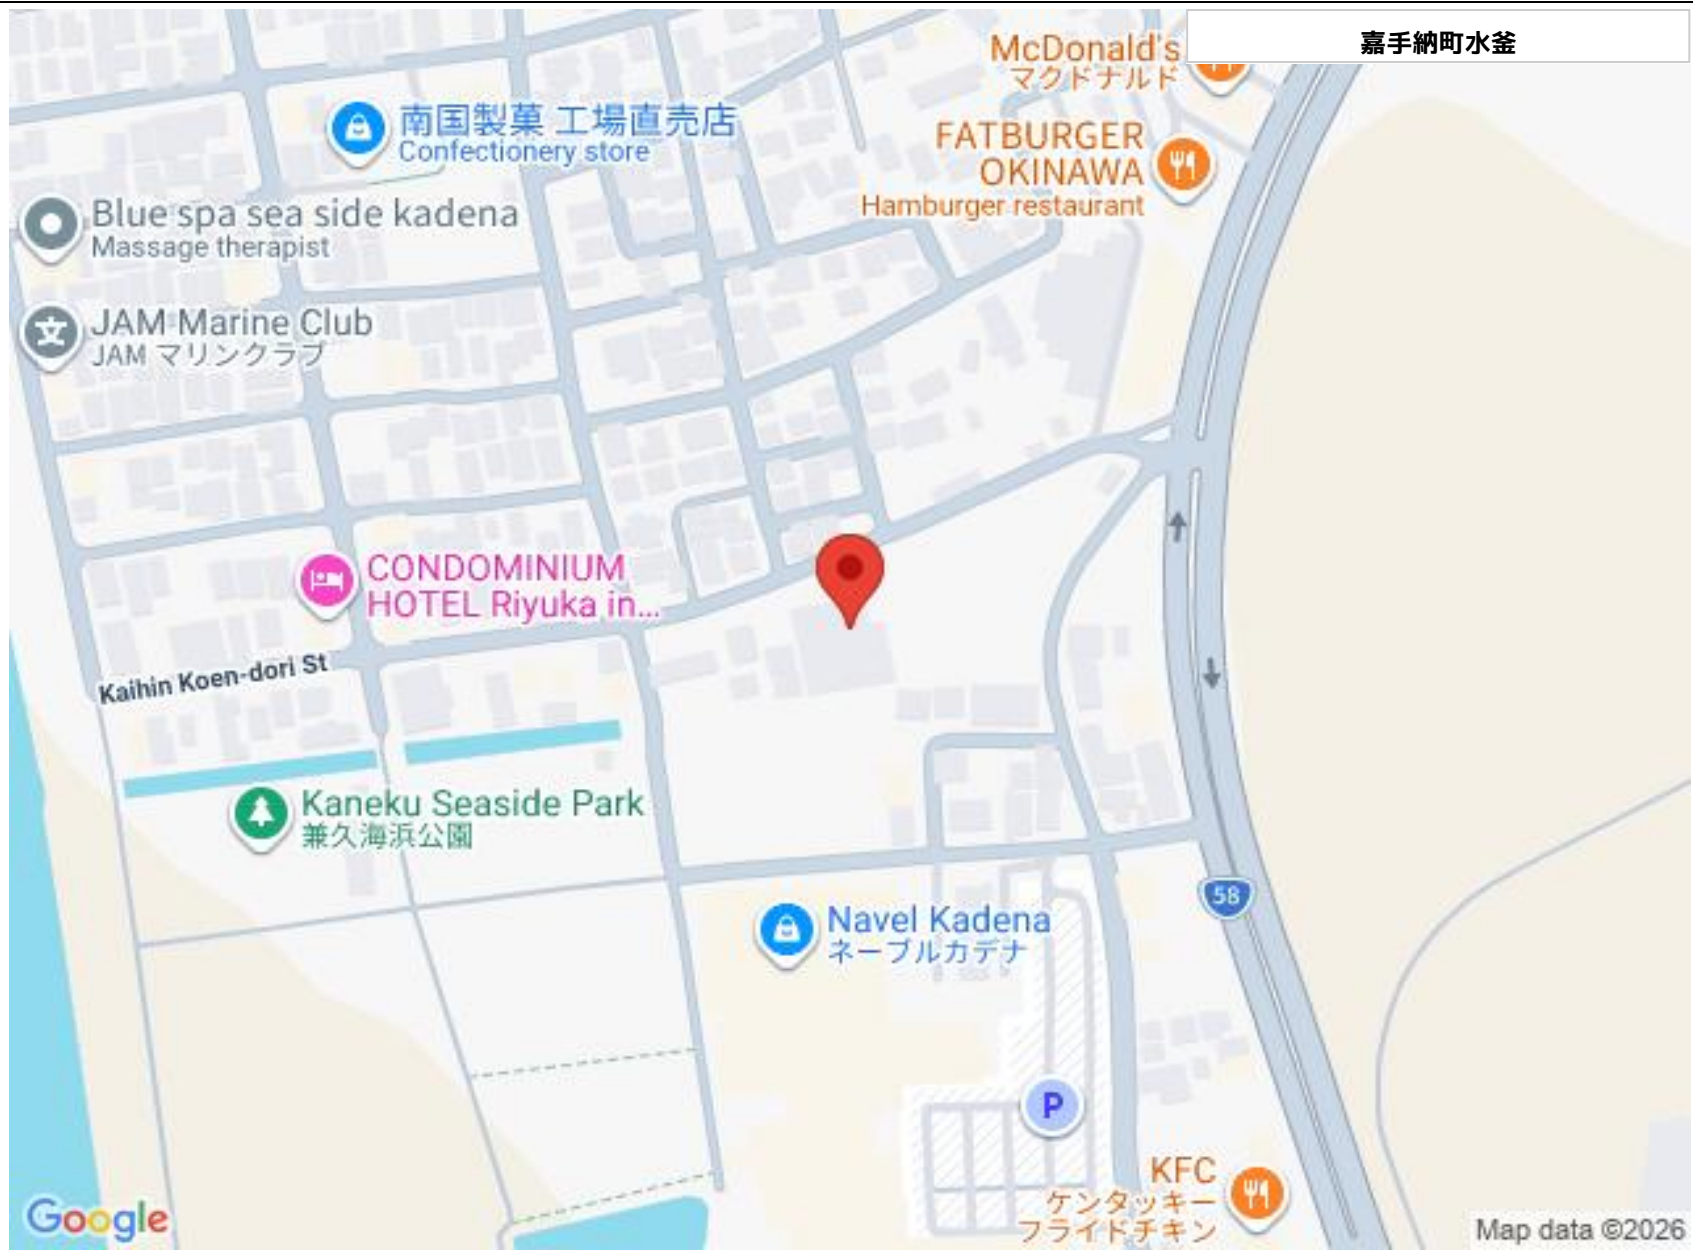 嘉手納町水釜
McDonald's
マクドナルド
南国製菓 工場直売店
Confectionery store
FATBURGER
OKINAWA
Hamburger restaurant
Blue spa sea side kadena
Massage therapist
JAM Marine Club
JAM マリンクラブ
CONDOMINIUM
HOTEL Riyuka in...
Kaihin Koen-dori St
Kaneku Seaside Park
兼久海浜公園
58
Navel Kadena
ネーブルカデナ
P
KFC
ケンタッキー
フライドチキン
Google
Map data ©2026